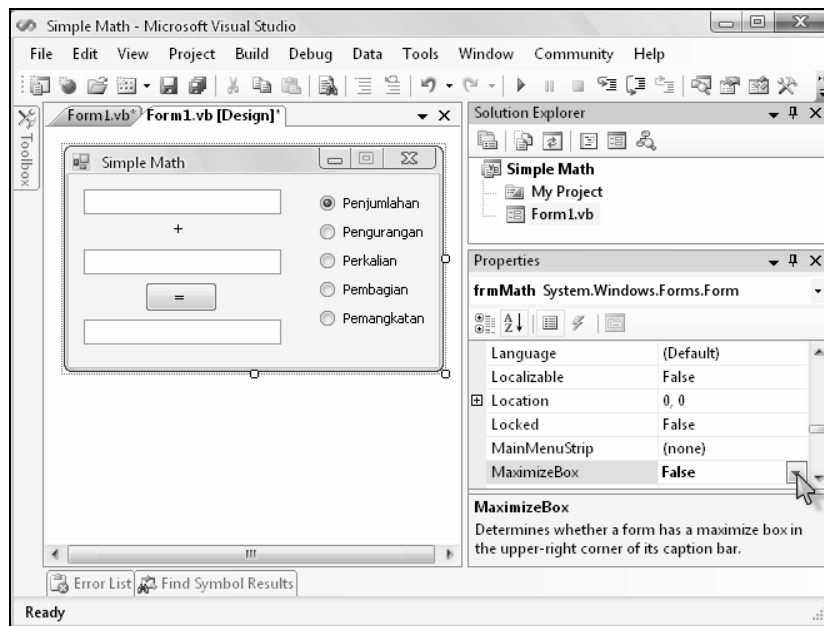 Simple Math - Microsoft Visual Studio
File Edit View Project Build Debug Data Tools Window Community Help
Toolbox
Form1.vb* Form1.vb [Design]*
Simple Math
Penjumlahan
+
Pengurangan
Perkalian
=
Pembagian
Pemangkatan
Solution Explorer
Simple Math
My Project
Form1.vb
Properties
frmMath System.Windows.Forms.Form
Language (Default)
Localizable False
Location 0, 0
Locked False
MainMenuStrip (none)
MaximizeBox False
MaximizeBox
Determines whether a form has a maximize box in
the upper-right corner of its caption bar.
Error List Find Symbol Results
Ready